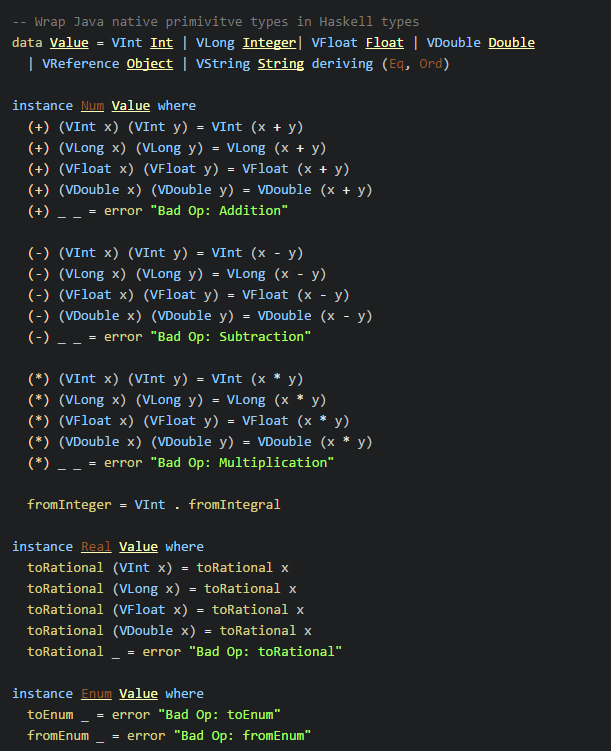 -- Wrap Java native primivitve types in Haskell types
data Value = VInt Int | VLong Integer| VFloat Float | VDouble Double
  | VReference Object | VString String deriving (Eq, Ord)

instance Num Value where
  (+) (VInt x) (VInt y) = VInt (x + y)
  (+) (VLong x) (VLong y) = VLong (x + y)
  (+) (VFloat x) (VFloat y) = VFloat (x + y)
  (+) (VDouble x) (VDouble y) = VDouble (x + y)
  (+) _ _ = error "Bad Op: Addition"

  (-) (VInt x) (VInt y) = VInt (x - y)
  (-) (VLong x) (VLong y) = VLong (x - y)
  (-) (VFloat x) (VFloat y) = VFloat (x - y)
  (-) (VDouble x) (VDouble y) = VDouble (x - y)
  (-) _ _ = error "Bad Op: Subtraction"

  (*) (VInt x) (VInt y) = VInt (x * y)
  (*) (VLong x) (VLong y) = VLong (x * y)
  (*) (VFloat x) (VFloat y) = VFloat (x * y)
  (*) (VDouble x) (VDouble y) = VDouble (x * y)
  (*) _ _ = error "Bad Op: Multiplication"

  fromInteger = VInt . fromIntegral

instance Real Value where
  toRational (VInt x) = toRational x
  toRational (VLong x) = toRational x
  toRational (VFloat x) = toRational x
  toRational (VDouble x) = toRational x
  toRational _ = error "Bad Op: toRational"

instance Enum Value where
  toEnum _ = error "Bad Op: toEnum"
  fromEnum _ = error "Bad Op: fromEnum"